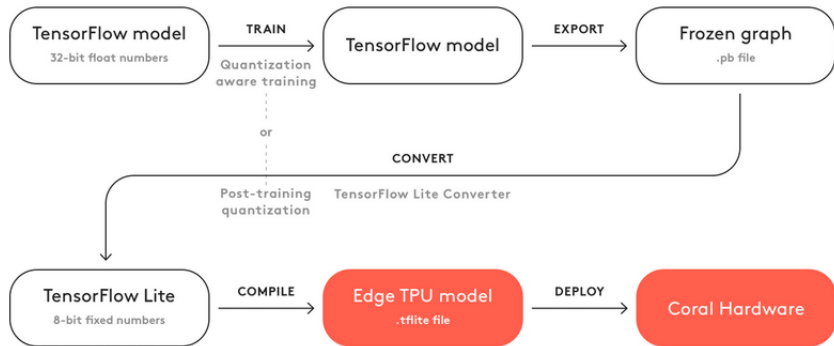 TensorFlow model
32-bit float numbers
TRAIN
Quantization
aware training
TensorFlow model
EXPORT
Frozen graph
.pb file
or
CONVERT
Post-training
quantization
TensorFlow Lite Converter
TensorFlow Lite
8-bit fixed numbers
COMPILE
Edge TPU model
.tflite file
DEPLOY
Coral Hardware